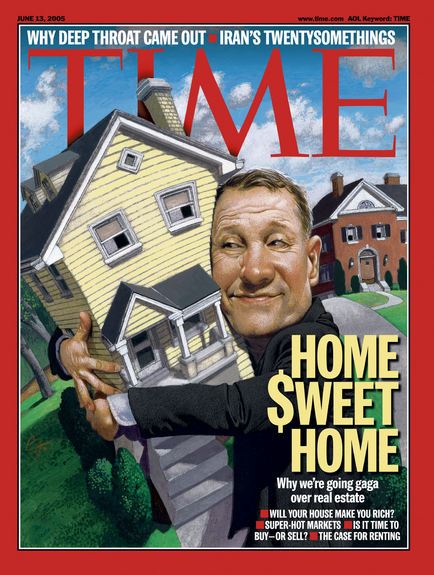 JUNE 13, 2005 www.time.com AOL Keyword: TIME
WHY DEEP THROAT CAME OUT ■ IRAN'S TWENTYSOMETHINGS
TIME
HOME
$WEET
HOME
Why we're going gaga
over real estate
■ WILL YOUR HOUSE MAKE YOU RICH?
■ SUPER-HOT MARKETS ■ IS IT TIME TO
BUY—OR SELL? ■ THE CASE FOR RENTING